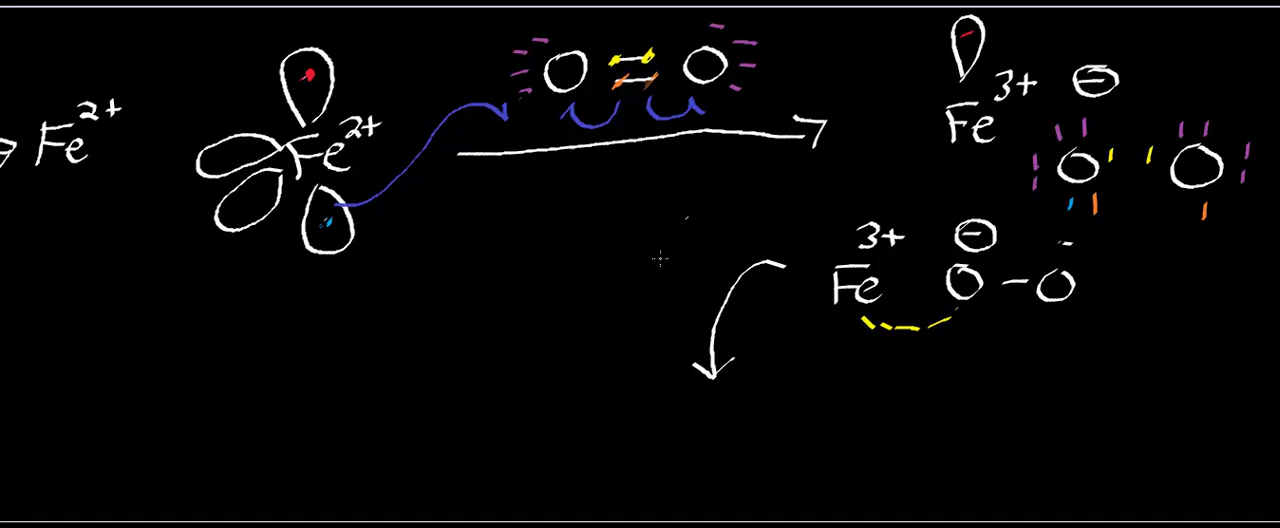 Fe2+
Fe2+
O = O
Fe3+ ⊖
O O
Fe3+ ⊖
O - O